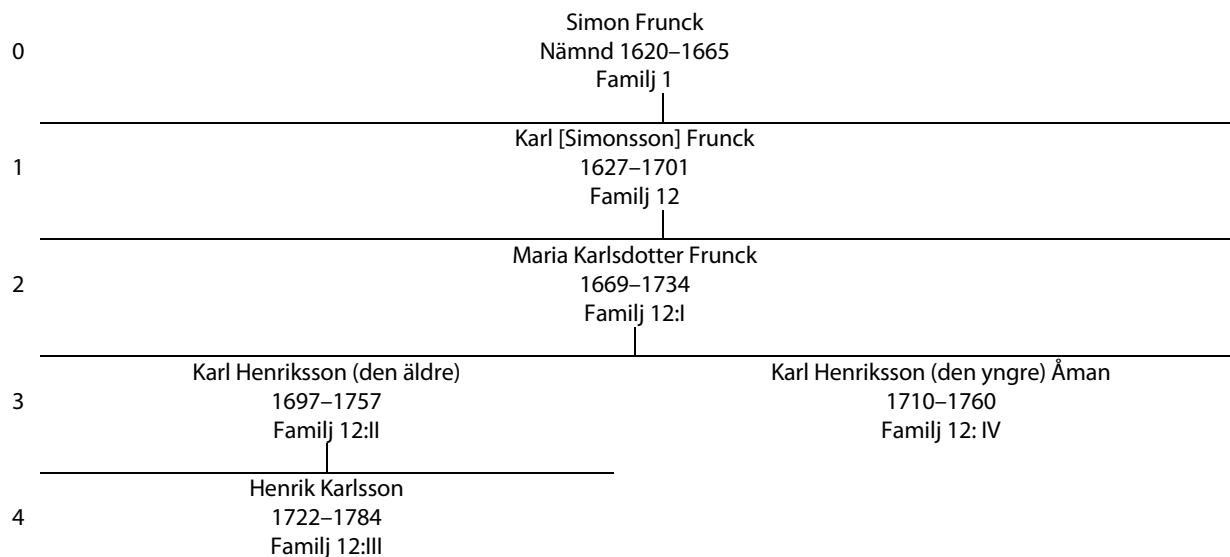 Simon Frunck
0
Nämnd 1620–1665
Familj 1
Karl [Simonsson] Frunck
1
1627–1701
Familj 12
Maria Karlsdotter Frunck
2
1669–1734
Familj 12:I
Karl Henriksson (den äldre)
Karl Henriksson (den yngre) Åman
3
1697–1757
1710–1760
Familj 12:II
Familj 12: IV
Henrik Karlsson
4
1722–1784
Familj 12:III